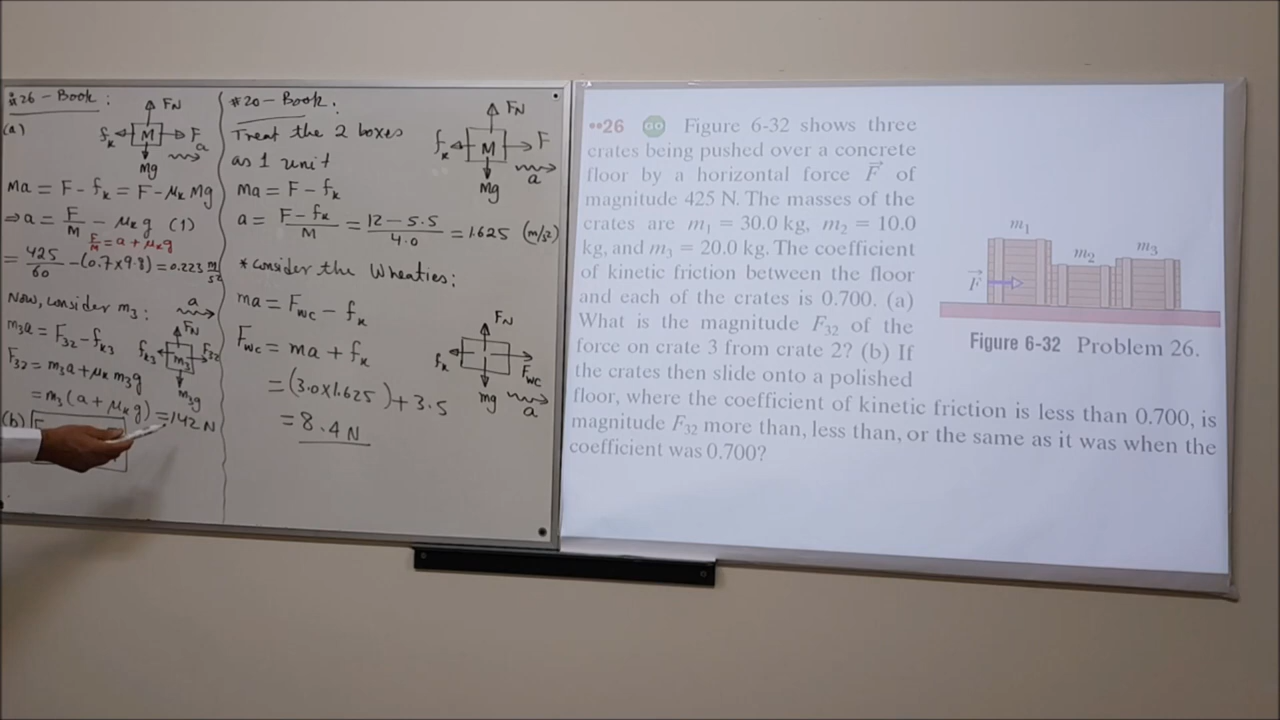 #26 - Book :
(a)
FN
fk M F
a
Mg
Ma = F - fk = F - μk Mg
⇒ a = F/M - μk g (1)
F/M = a + μk g
= 425/60 - (0.7 x 9.8) = 0.223 m/s²
Now, consider m3 :
a
m3a = F32 - fk3
FN
fk3 m3 F32
m3g
F32 = m3a + μk m3g
= m3 (a + μk g) = 142 N
(b)
#20 - Book :
Treat the 2 boxes
as 1 unit
FN
fk M F
a
Mg
ma = F - fk
a = F - fk / M = 12 - 5.5 / 4.0 = 1.625 (m/s²)
* Consider the Wheaties :
ma = FWC - fk
FWC = ma + fk
= (3.0 x 1.625) + 3.5
= 8.4 N
FN
fk FWC
mg a
••26 GO Figure 6-32 shows three
crates being pushed over a concrete
floor by a horizontal force F⃗ of
magnitude 425 N. The masses of the
crates are m1 = 30.0 kg, m2 = 10.0
kg, and m3 = 20.0 kg. The coefficient
of kinetic friction between the floor
and each of the crates is 0.700. (a)
What is the magnitude F32 of the
force on crate 3 from crate 2? (b) If
the crates then slide onto a polished
floor, where the coefficient of kinetic friction is less than 0.700, is
magnitude F32 more than, less than, or the same as it was when the
coefficient was 0.700?
m1
m2
m3
F⃗
Figure 6-32 Problem 26.